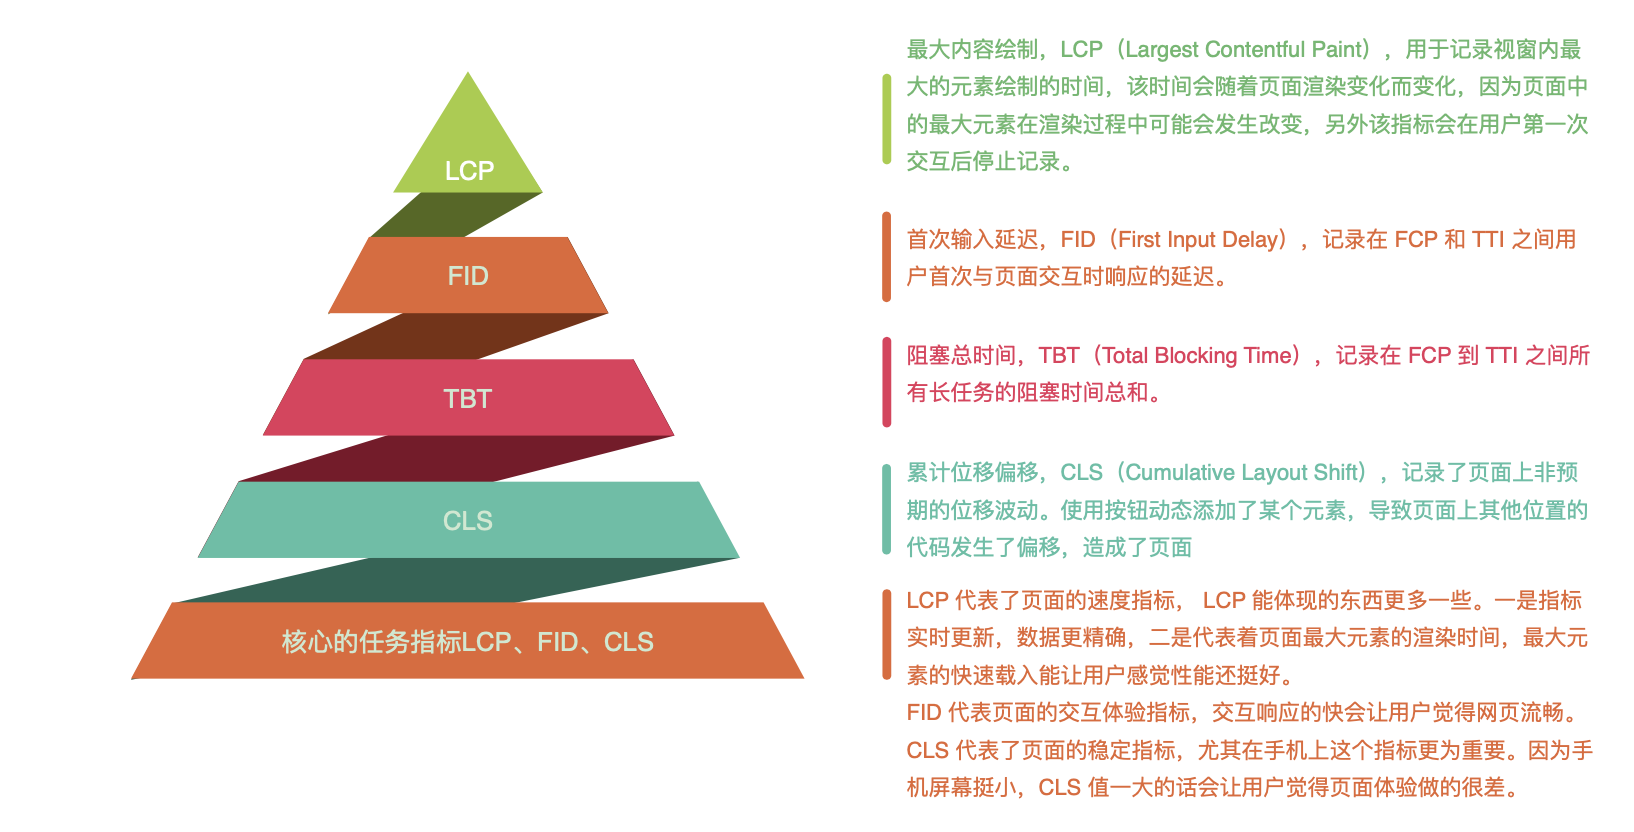 LCP
FID
TBT
CLS
核心的任务指标LCP、FID、CLS
最大内容绘制，LCP（Largest Contentful Paint），用于记录视窗内最
大的元素绘制的时间，该时间会随着页面渲染变化而变化，因为页面中
的最大元素在渲染过程中可能会发生改变，另外该指标会在用户第一次
交互后停止记录。
首次输入延迟，FID（First Input Delay），记录在 FCP 和 TTI 之间用
户首次与页面交互时响应的延迟。
阻塞总时间，TBT（Total Blocking Time），记录在 FCP 到 TTI 之间所
有长任务的阻塞时间总和。
累计位移偏移，CLS（Cumulative Layout Shift），记录了页面上非预
期的位移波动。使用按钮动态添加了某个元素，导致页面上其他位置的
代码发生了偏移，造成了页面
LCP 代表了页面的速度指标， LCP 能体现的东西更多一些。一是指标
实时更新，数据更精确，二是代表着页面最大元素的渲染时间，最大元
素的快速载入能让用户感觉性能还挺好。
FID 代表页面的交互体验指标，交互响应的快会让用户觉得网页流畅。
CLS 代表了页面的稳定指标，尤其在手机上这个指标更为重要。因为手
机屏幕挺小，CLS 值一大的话会让用户觉得页面体验做的很差。